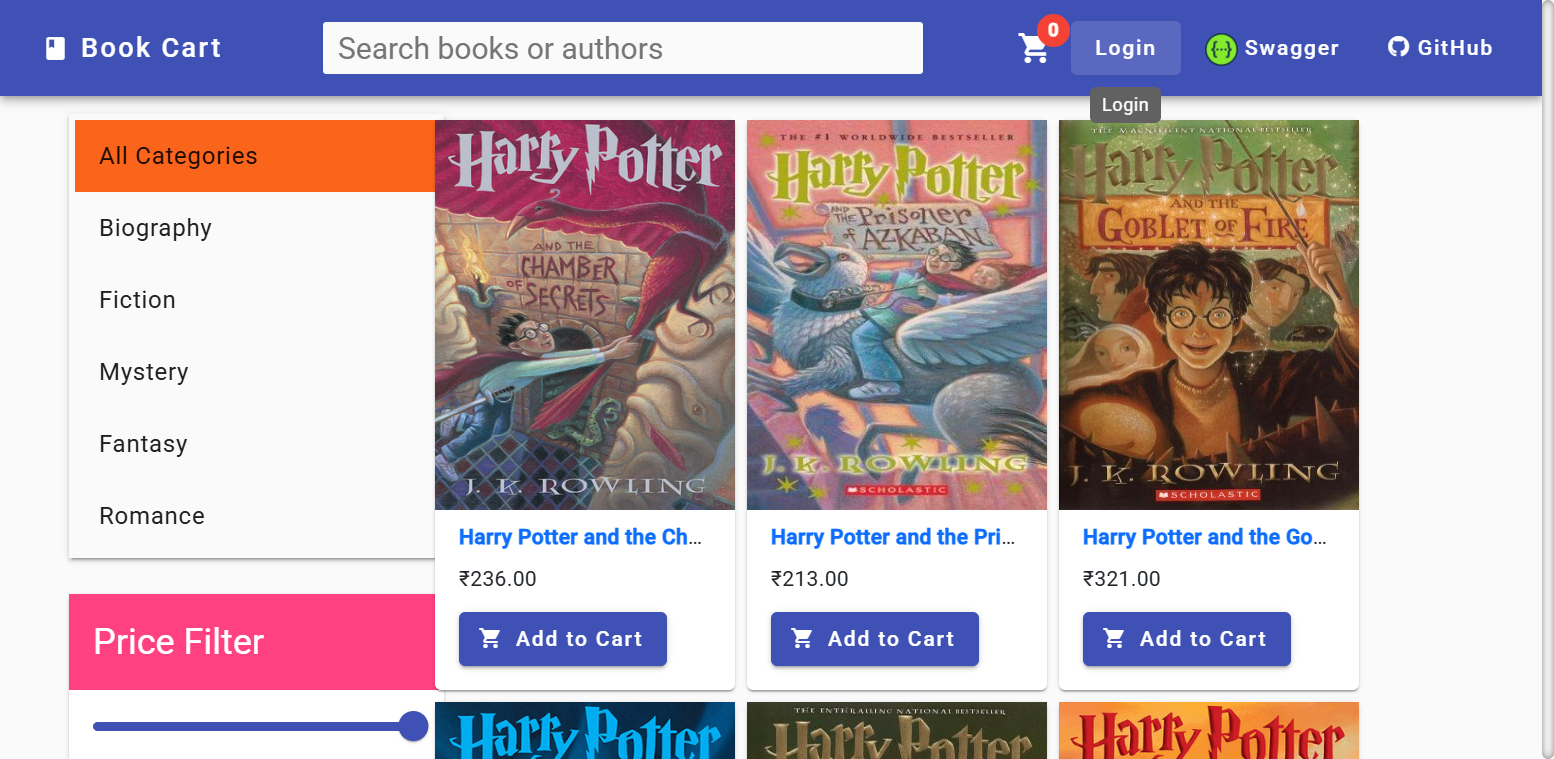 Book Cart
Search books or authors
0
Login
Swagger
GitHub
Login
All Categories
Biography
Fiction
Mystery
Fantasy
Romance
Price Filter
Harry Potter
AND THE
CHAMBER
OF
SECRETS
J. K. ROWLING
Harry Potter and the Ch...
₹236.00
Add to Cart
THE #1 WORLDWIDE BESTSELLER
Harry Potter
AND
THE PRISONER
of AZKABAN
J. K. ROWLING
SCHOLASTIC
Harry Potter and the Pri...
₹213.00
Add to Cart
THE MAGNIFICENT NATIONAL BESTSELLER
Harry Potter
AND THE
GOBLET OF FIRE
J. K. ROWLING
SCHOLASTIC
Harry Potter and the Go...
₹321.00
Add to Cart
Harry Potter
THE ENTHRALLING NATIONAL BESTSELLER
Harry Potter
Harry Potter